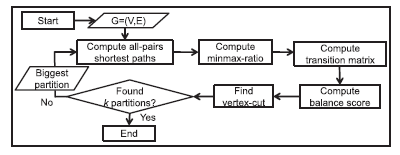 Start
G=(V,E)
Compute all-pairs
shortest paths
Compute
minmax-ratio
Compute
transition matrix
Biggest
partition
Found
k partitions?
Find
vertex-cut
Compute
balance score
No
Yes
End